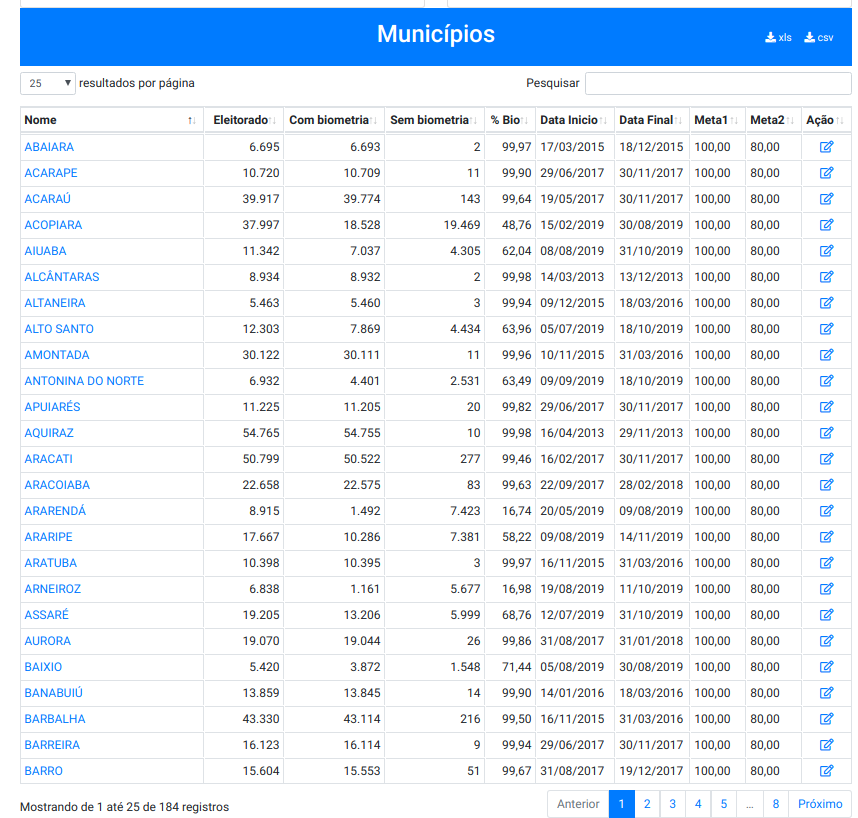 Municípios
xls csv
25 resultados por página Pesquisar
Nome Eleitorado Com biometria Sem biometria % Bio Data Inicio Data Final Meta1 Meta2 Ação
ABAIARA 6.695 6.693 2 99,97 17/03/2015 18/12/2015 100,00 80,00
ACARAPE 10.720 10.709 11 99,90 29/06/2017 30/11/2017 100,00 80,00
ACARAÚ 39.917 39.774 143 99,64 19/05/2017 30/11/2017 100,00 80,00
ACOPIARA 37.997 18.528 19.469 48,76 15/02/2019 30/08/2019 100,00 80,00
AIUABA 11.342 7.037 4.305 62,04 08/08/2019 31/10/2019 100,00 80,00
ALCÂNTARAS 8.934 8.932 2 99,98 14/03/2013 13/12/2013 100,00 80,00
ALTANEIRA 5.463 5.460 3 99,94 09/12/2015 18/03/2016 100,00 80,00
ALTO SANTO 12.303 7.869 4.434 63,96 05/07/2019 18/10/2019 100,00 80,00
AMONTADA 30.122 30.111 11 99,96 10/11/2015 31/03/2016 100,00 80,00
ANTONINA DO NORTE 6.932 4.401 2.531 63,49 09/09/2019 18/10/2019 100,00 80,00
APUIARÉS 11.225 11.205 20 99,82 29/06/2017 30/11/2017 100,00 80,00
AQUIRAZ 54.765 54.755 10 99,98 16/04/2013 29/11/2013 100,00 80,00
ARACATI 50.799 50.522 277 99,46 16/02/2017 30/11/2017 100,00 80,00
ARACOIABA 22.658 22.575 83 99,63 22/09/2017 28/02/2018 100,00 80,00
ARARENDÁ 8.915 1.492 7.423 16,74 20/05/2019 09/08/2019 100,00 80,00
ARARIPE 17.667 10.286 7.381 58,22 09/08/2019 14/11/2019 100,00 80,00
ARATUBA 10.398 10.395 3 99,97 16/11/2015 31/03/2016 100,00 80,00
ARNEIROZ 6.838 1.161 5.677 16,98 19/08/2019 11/10/2019 100,00 80,00
ASSARÉ 19.205 13.206 5.999 68,76 12/07/2019 31/10/2019 100,00 80,00
AURORA 19.070 19.044 26 99,86 31/08/2017 31/01/2018 100,00 80,00
BAIXIO 5.420 3.872 1.548 71,44 05/08/2019 30/08/2019 100,00 80,00
BANABUIÚ 13.859 13.845 14 99,90 14/01/2016 18/03/2016 100,00 80,00
BARBALHA 43.330 43.114 216 99,50 16/11/2015 31/03/2016 100,00 80,00
BARREIRA 16.123 16.114 9 99,94 29/06/2017 30/11/2017 100,00 80,00
BARRO 15.604 15.553 51 99,67 31/08/2017 19/12/2017 100,00 80,00
Mostrando de 1 até 25 de 184 registros Anterior 1 2 3 4 5 ... 8 Próximo